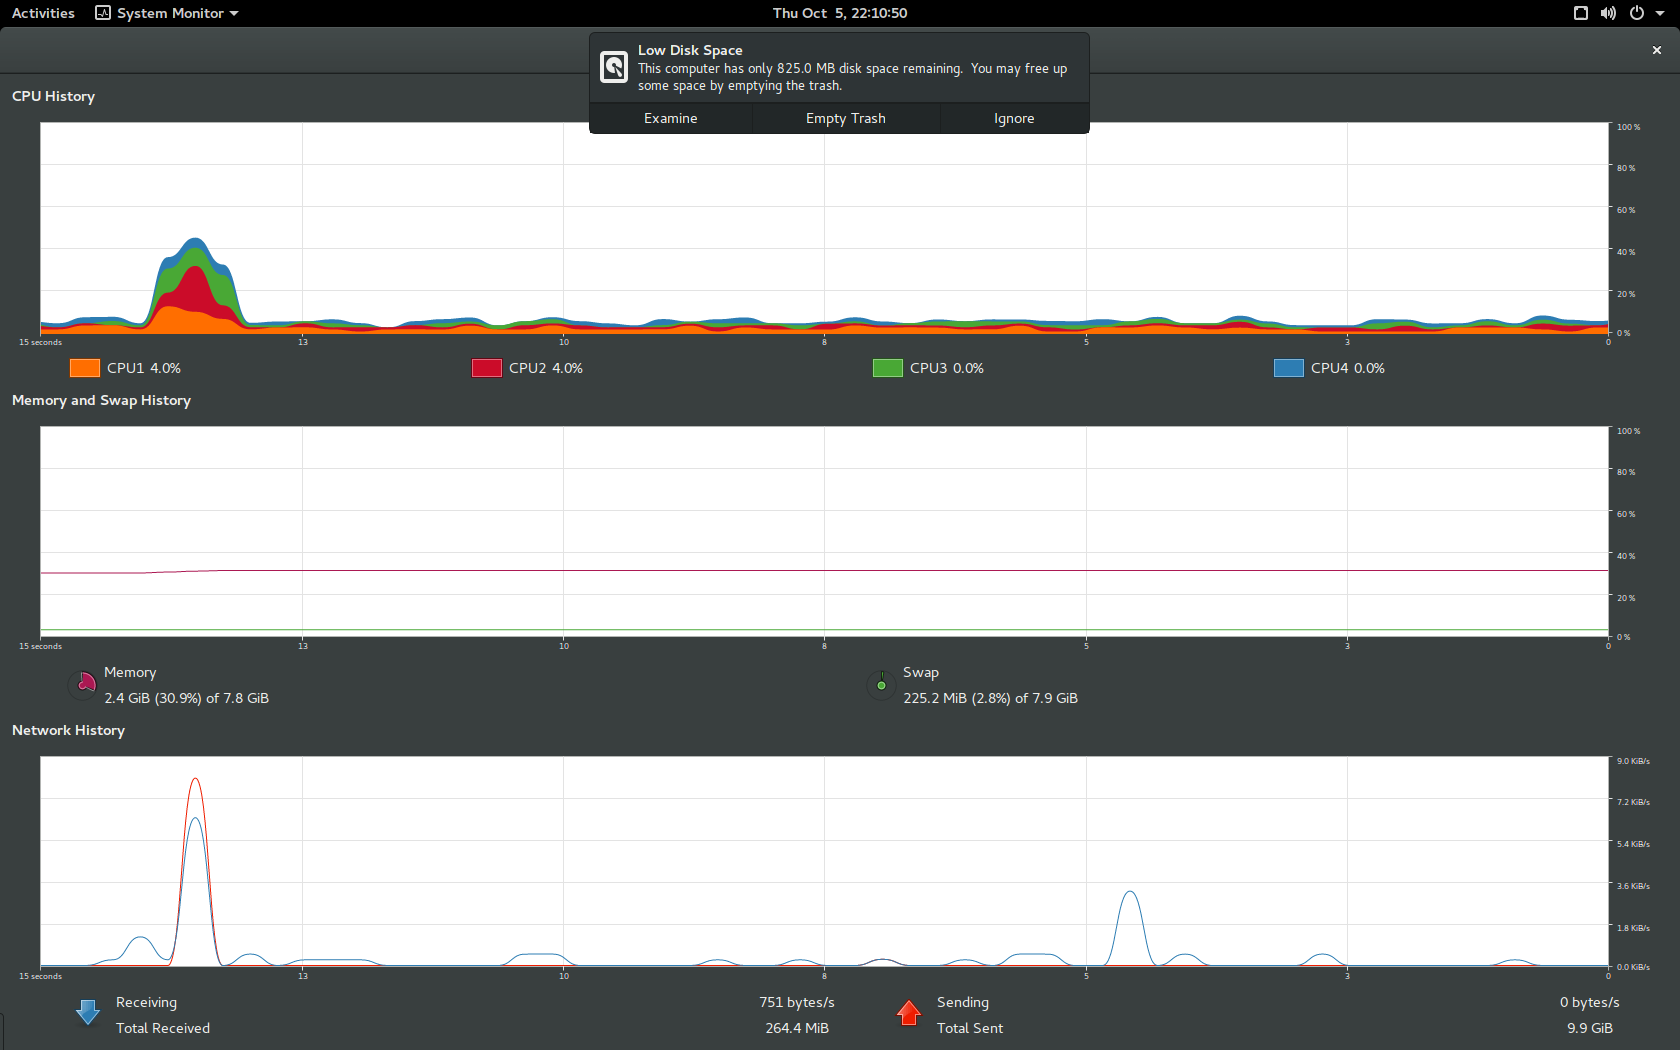 Activities System Monitor Thu Oct 5, 22:10:50
Low Disk Space
This computer has only 825.0 MB disk space remaining. You may free up
some space by emptying the trash.
Examine Empty Trash Ignore
CPU History
100 %
80 %
60 %
40 %
20 %
0 %
15 seconds 13 10 8 5 3 0
CPU1 4.0% CPU2 4.0% CPU3 0.0% CPU4 0.0%
Memory and Swap History
100 %
80 %
60 %
40 %
20 %
0 %
15 seconds 13 10 8 5 3 0
Memory
2.4 GiB (30.9%) of 7.8 GiB
Swap
225.2 MiB (2.8%) of 7.9 GiB
Network History
9.0 KiB/s
7.2 KiB/s
5.4 KiB/s
3.6 KiB/s
1.8 KiB/s
0.0 KiB/s
15 seconds 13 10 8 5 3 0
Receiving 751 bytes/s
Total Received 264.4 MiB
Sending 0 bytes/s
Total Sent 9.9 GiB